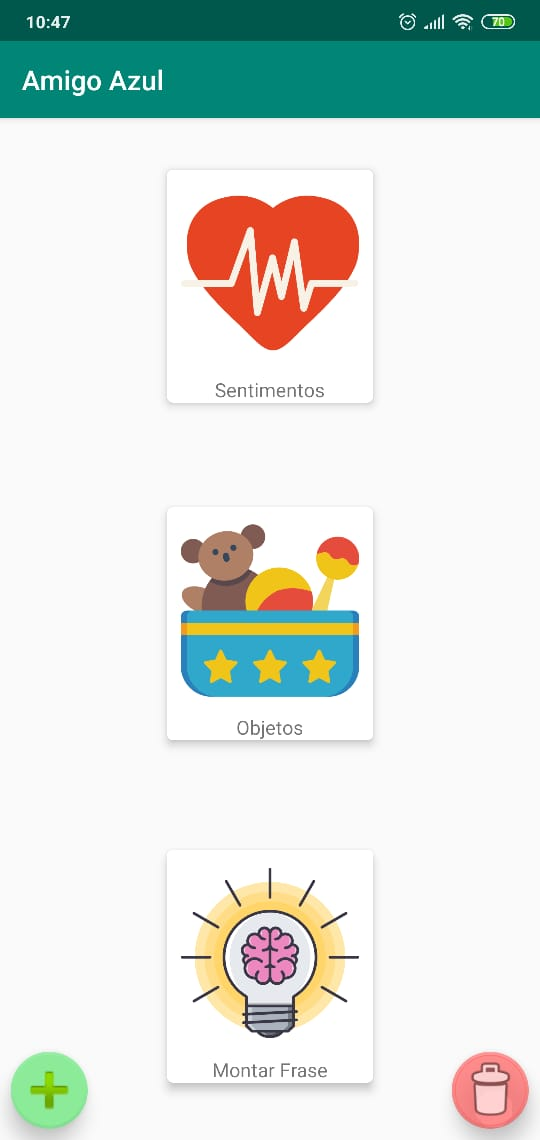 10:47
70
Amigo Azul
Sentimentos
Objetos
Montar Frase